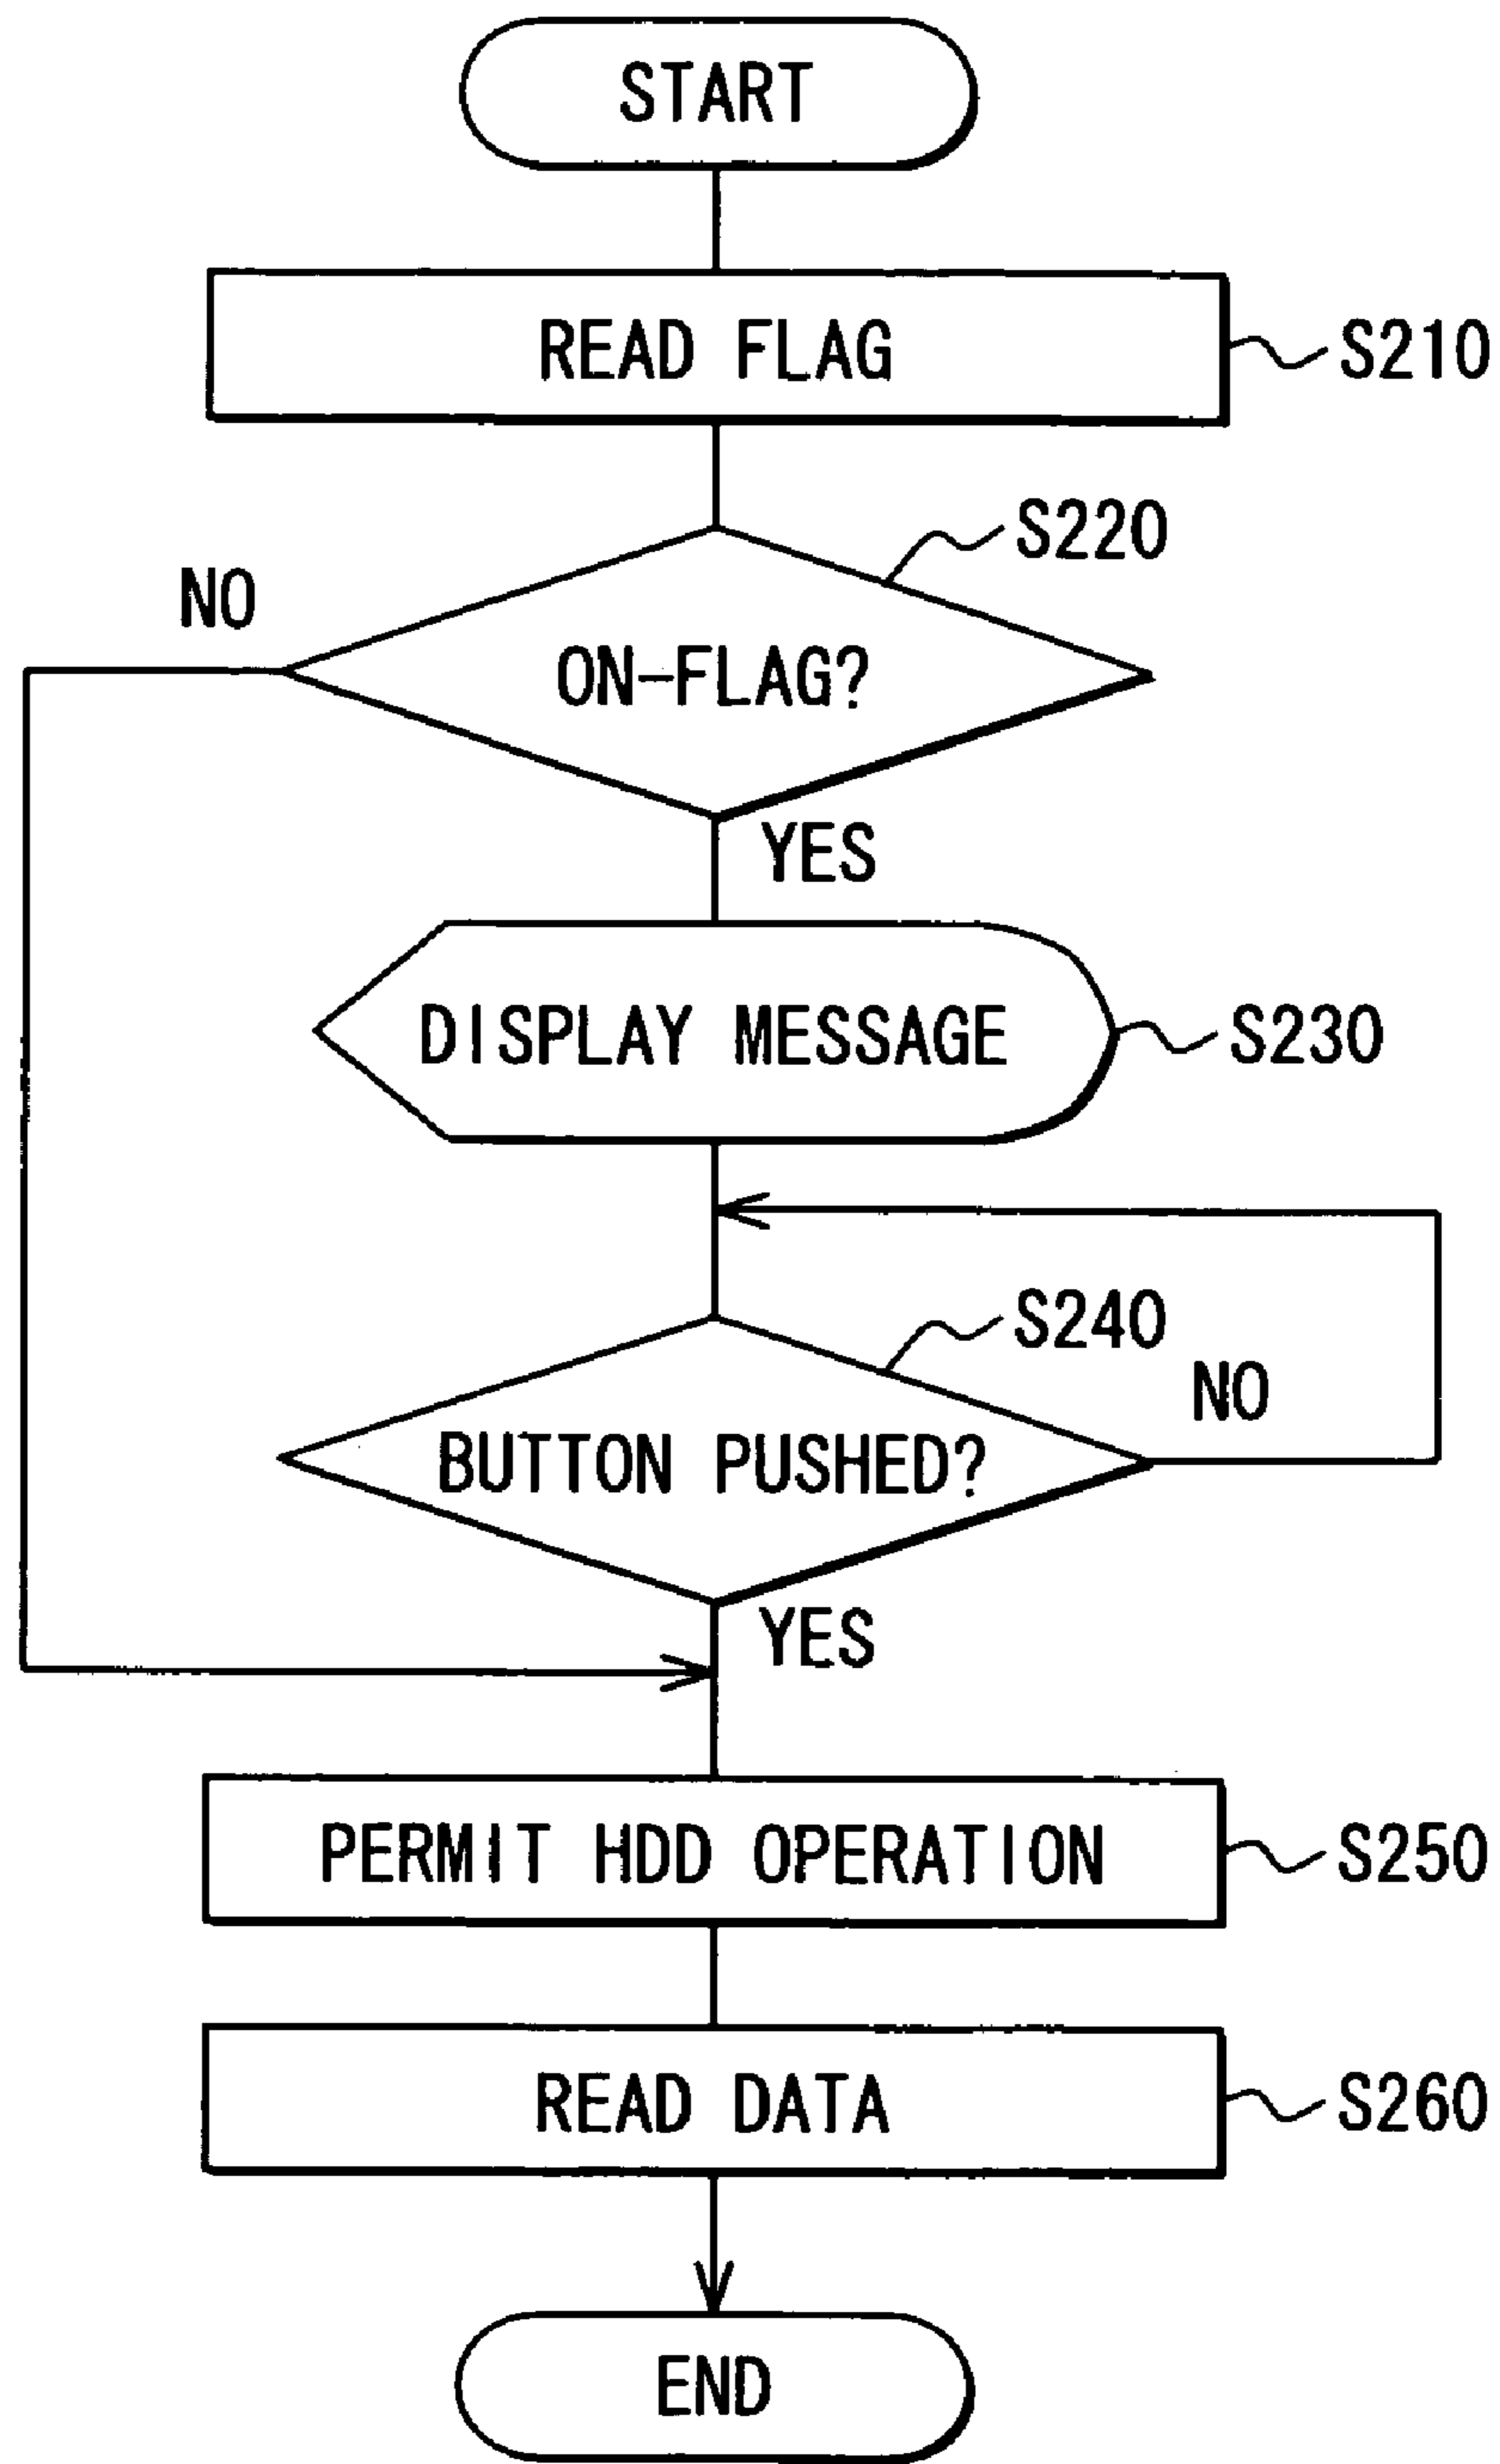 START
READ FLAG
S210
S220
NO
ON-FLAG?
YES
DISPLAY MESSAGE
S230
S240
NO
BUTTON PUSHED?
YES
PERMIT HDD OPERATION
S250
READ DATA
S260
END